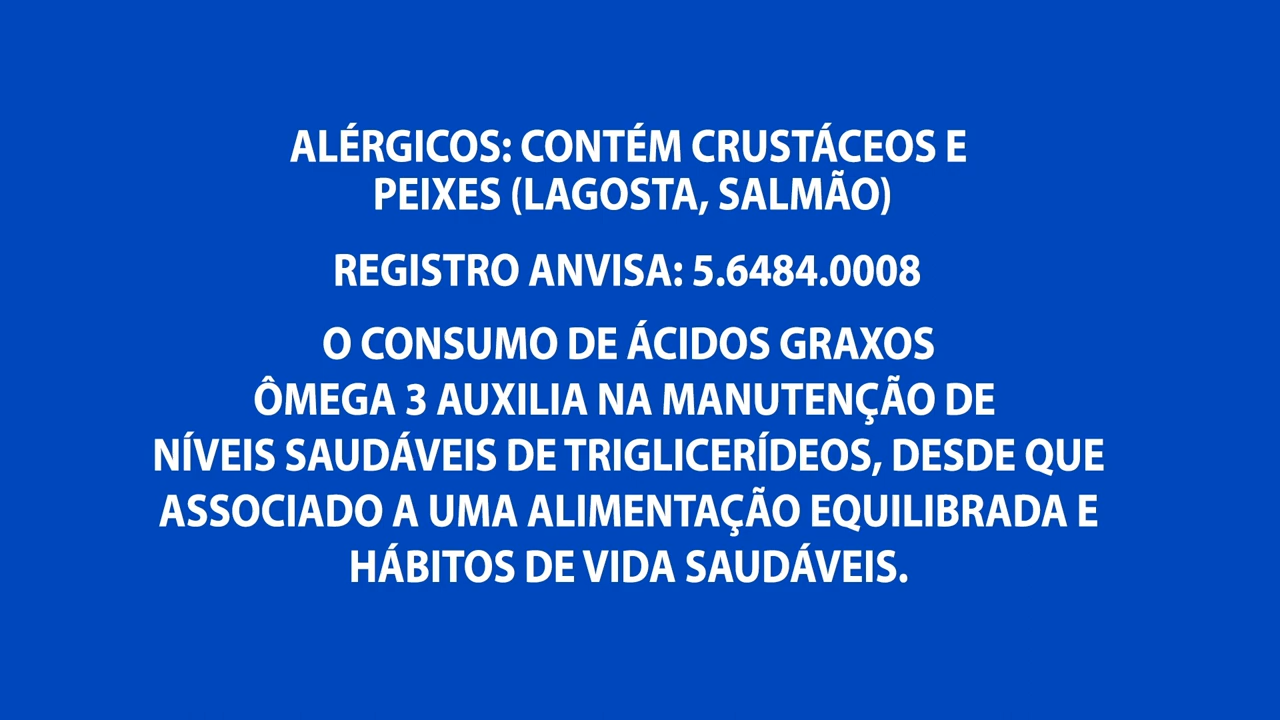 ALÉRGICOS: CONTÉM CRUSTÁCEOS E
PEIXES (LAGOSTA, SALMÃO)
REGISTRO ANVISA: 5.6484.0008
O CONSUMO DE ÁCIDOS GRAXOS
ÔMEGA 3 AUXILIA NA MANUTENÇÃO DE
NÍVEIS SAUDÁVEIS DE TRIGLICERÍDEOS, DESDE QUE
ASSOCIADO A UMA ALIMENTAÇÃO EQUILIBRADA E
HÁBITOS DE VIDA SAUDÁVEIS.